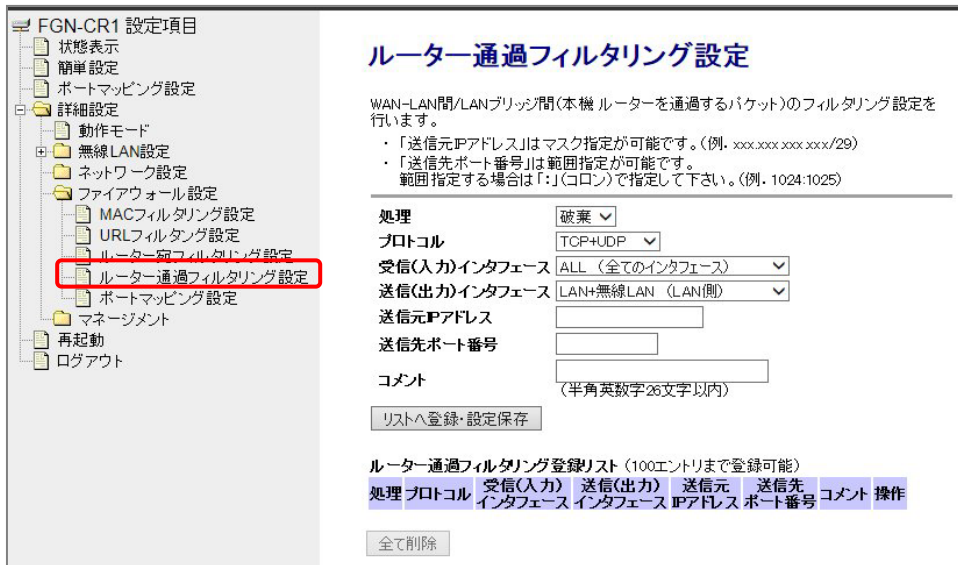 FGN-CR1 設定項目
状態表示
簡単設定
ポートマッピング設定
詳細設定
動作モード
無線LAN設定
ネットワーク設定
ファイアウォール設定
MACフィルタリング設定
URLフィルタング設定
ルーター宛フィルタリング設定
ルーター通過フィルタリング設定
ポートマッピング設定
マネージメント
再起動
ログアウト
ルーター通過フィルタリング設定
WAN-LAN間/LANブリッジ間(本機 ルーターを通過するパケット)のフィルタリング設定を
行います。
・「送信元IPアドレス」はマスク指定が可能です。(例. xxx.xxx.xxx.xxx/29)
・「送信先ポート番号」は範囲指定が可能です。
範囲指定する場合は「:」(コロン)で指定して下さい。(例. 1024:1025)
処理 破棄
プロトコル TCP+UDP
受信(入力)インタフェース ALL (全てのインタフェース)
送信(出力)インタフェース LAN+無線LAN (LAN側)
送信元IPアドレス
送信先ポート番号
コメント
(半角英数字26文字以内)
リストへ登録・設定保存
ルーター通過フィルタリング登録リスト (100エントリまで登録可能)
処理 プロトコル 受信(入力)インタフェース 送信(出力)インタフェース 送信元IPアドレス 送信先ポート番号 コメント 操作
全て削除